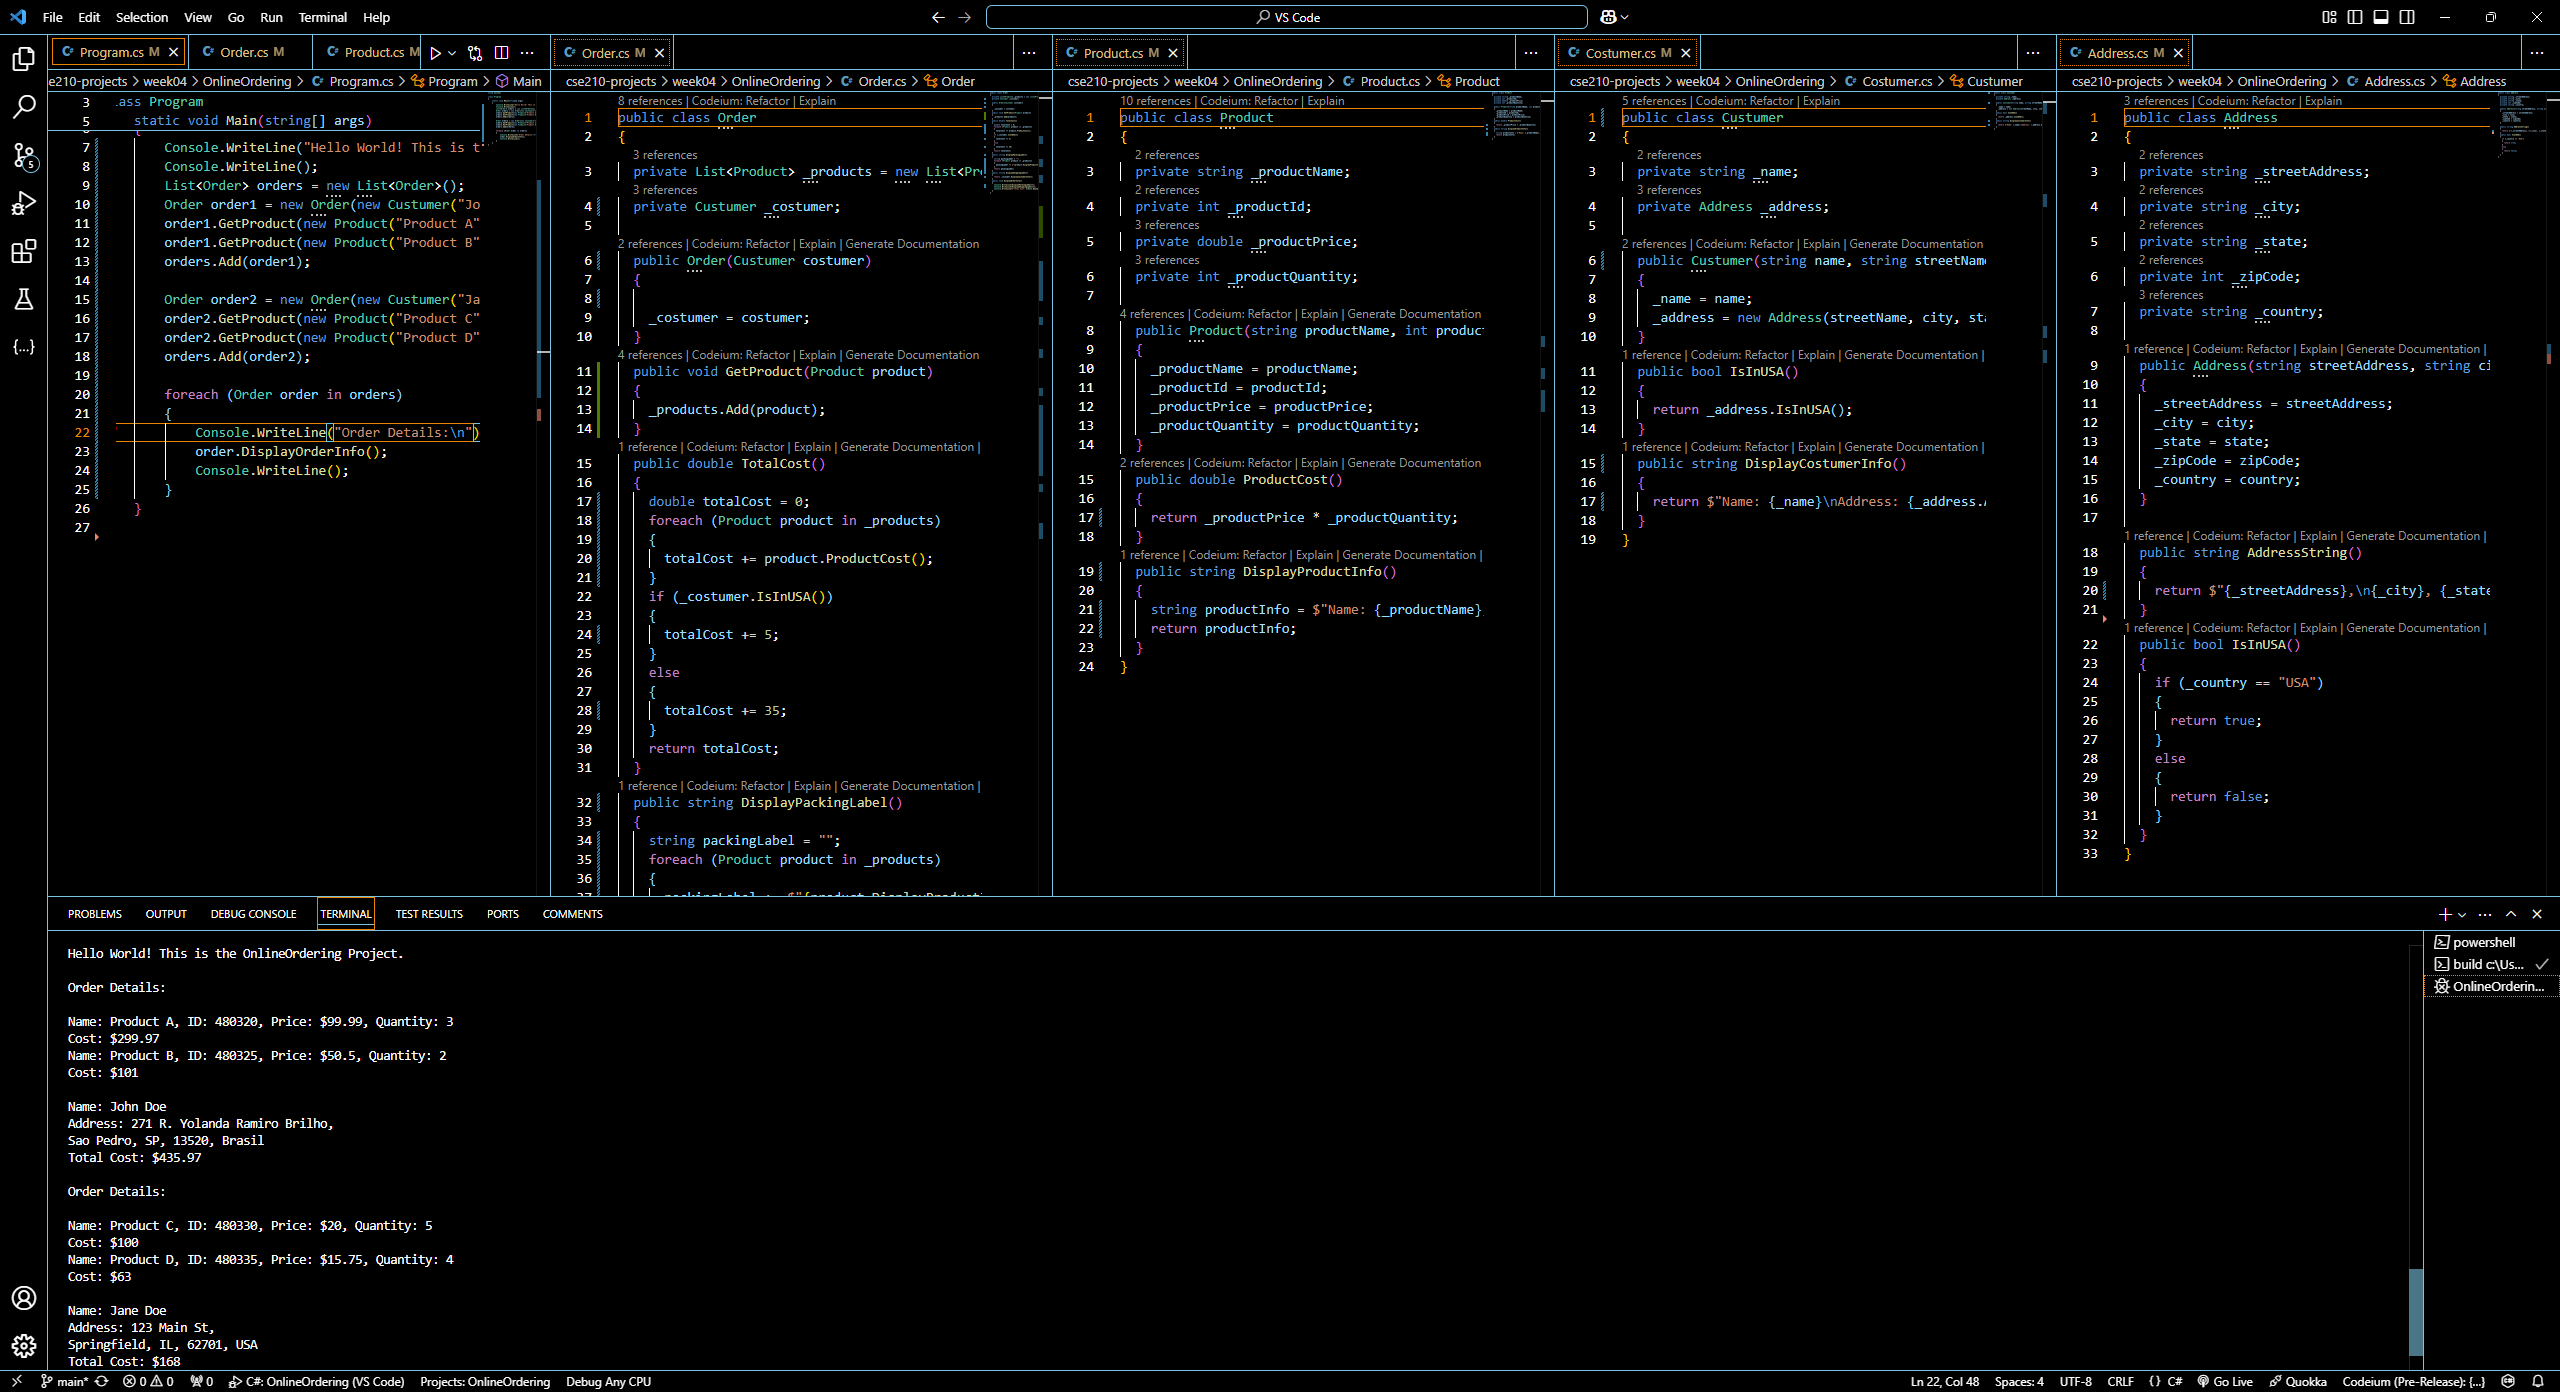 File Edit Selection View Go Run Terminal Help
VS Code
Program.cs M
Order.cs M
Product.cs M
Order.cs M
Product.cs M
Costumer.cs M
Address.cs M
cse210-projects > week04 > OnlineOrdering > Program.cs > Program > Main
cse210-projects > week04 > OnlineOrdering > Order.cs > Order
cse210-projects > week04 > OnlineOrdering > Product.cs > Product
cse210-projects > week04 > OnlineOrdering > Costumer.cs > Custumer
cse210-projects > week04 > OnlineOrdering > Address.cs > Address
3 ass Program
5 static void Main(string[] args)
{
7 Console.WriteLine("Hello World! This is t
8 Console.WriteLine();
9 List<Order> orders = new List<Order>();
10 Order order1 = new Order(new Custumer("Jo
11 order1.GetProduct(new Product("Product A"
12 order1.GetProduct(new Product("Product B"
13 orders.Add(order1);
14
15 Order order2 = new Order(new Custumer("Ja
16 order2.GetProduct(new Product("Product C"
17 order2.GetProduct(new Product("Product D"
18 orders.Add(order2);
19
20 foreach (Order order in orders)
21 {
22 Console.WriteLine("Order Details:\n")
23 order.DisplayOrderInfo();
24 Console.WriteLine();
25 }
26 }
27
8 references | Codeium: Refactor | Explain
1 public class Order
2 {
3 references
3 private List<Product> _products = new List<Pr
3 references
4 private Custumer _costumer;
5
2 references | Codeium: Refactor | Explain | Generate Documentation
6 public Order(Custumer costumer)
7 {
8
9 _costumer = costumer;
10 }
4 references | Codeium: Refactor | Explain | Generate Documentation
11 public void GetProduct(Product product)
12 {
13 _products.Add(product);
14 }
1 reference | Codeium: Refactor | Explain | Generate Documentation |
15 public double TotalCost()
16 {
17 double totalCost = 0;
18 foreach (Product product in _products)
19 {
20 totalCost += product.ProductCost();
21 }
22 if (_costumer.IsInUSA())
23 {
24 totalCost += 5;
25 }
26 else
27 {
28 totalCost += 35;
29 }
30 return totalCost;
31 }
1 reference | Codeium: Refactor | Explain | Generate Documentation |
32 public string DisplayPackingLabel()
33 {
34 string packingLabel = "";
35 foreach (Product product in _products)
36 {
10 references | Codeium: Refactor | Explain
1 public class Product
2 {
2 references
3 private string _productName;
2 references
4 private int _productId;
3 references
5 private double _productPrice;
3 references
6 private int _productQuantity;
7
4 references | Codeium: Refactor | Explain | Generate Documentation
8 public Product(string productName, int product
9 {
10 _productName = productName;
11 _productId = productId;
12 _productPrice = productPrice;
13 _productQuantity = productQuantity;
14 }
2 references | Codeium: Refactor | Explain | Generate Documentation
15 public double ProductCost()
16 {
17 return _productPrice * _productQuantity;
18 }
1 reference | Codeium: Refactor | Explain | Generate Documentation |
19 public string DisplayProductInfo()
20 {
21 string productInfo = $"Name: {_productName}
22 return productInfo;
23 }
24 }
5 references | Codeium: Refactor | Explain
1 public class Custumer
2 {
2 references
3 private string _name;
3 references
4 private Address _address;
5
2 references | Codeium: Refactor | Explain | Generate Documentation
6 public Custumer(string name, string streetNam
7 {
8 _name = name;
9 _address = new Address(streetName, city, sta
10 }
1 reference | Codeium: Refactor | Explain | Generate Documentation |
11 public bool IsInUSA()
12 {
13 return _address.IsInUSA();
14 }
1 reference | Codeium: Refactor | Explain | Generate Documentation |
15 public string DisplayCostumerInfo()
16 {
17 return $"Name: {_name}\nAddress: {_address.A
18 }
19 }
3 references | Codeium: Refactor | Explain
1 public class Address
2 {
2 references
3 private string _streetAddress;
2 references
4 private string _city;
2 references
5 private string _state;
2 references
6 private int _zipCode;
3 references
7 private string _country;
8
1 reference | Codeium: Refactor | Explain | Generate Documentation |
9 public Address(string streetAddress, string ci
10 {
11 _streetAddress = streetAddress;
12 _city = city;
13 _state = state;
14 _zipCode = zipCode;
15 _country = country;
16 }
17
1 reference | Codeium: Refactor | Explain | Generate Documentation |
18 public string AddressString()
19 {
20 return $"{_streetAddress},\n{_city}, {_state
21 }
1 reference | Codeium: Refactor | Explain | Generate Documentation |
22 public bool IsInUSA()
23 {
24 if (_country == "USA")
25 {
26 return true;
27 }
28 else
29 {
30 return false;
31 }
32 }
33 }
PROBLEMS OUTPUT DEBUG CONSOLE TERMINAL TEST RESULTS PORTS COMMENTS
Hello World! This is the OnlineOrdering Project.
Order Details:
Name: Product A, ID: 480320, Price: $99.99, Quantity: 3
Cost: $299.97
Name: Product B, ID: 480325, Price: $50.5, Quantity: 2
Cost: $101
Name: John Doe
Address: 271 R. Yolanda Ramiro Brilho,
Sao Pedro, SP, 13520, Brasil
Total Cost: $435.97
Order Details:
Name: Product C, ID: 480330, Price: $20, Quantity: 5
Cost: $100
Name: Product D, ID: 480335, Price: $15.75, Quantity: 4
Cost: $63
Name: Jane Doe
Address: 123 Main St,
Springfield, IL, 62701, USA
Total Cost: $168
powershell
build c:\Us...
OnlineOrderin...
5
main* 0 0 0 C#: OnlineOrdering (VS Code) Projects: OnlineOrdering Debug Any CPU
Ln 22, Col 48 Spaces: 4 UTF-8 CRLF {} C# Go Live Quokka Codeium (Pre-Release): {...}